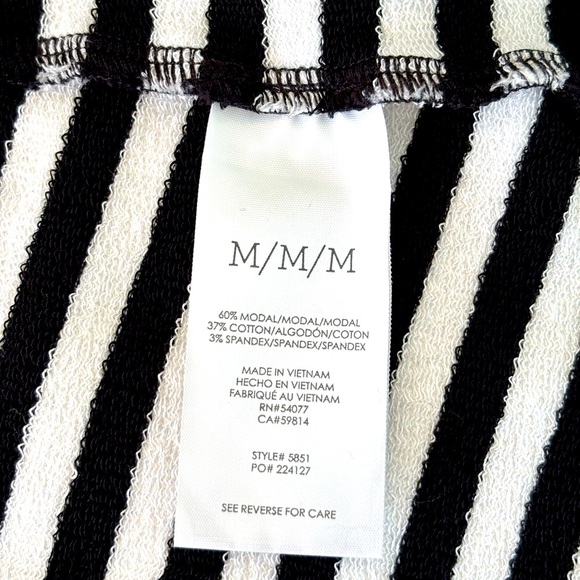 M/M/M
60% MODAL/MODAL/MODAL
37% COTTON/ALGODÓN/COTON
3% SPANDEX/SPANDEX/SPANDEX
MADE IN VIETNAM
HECHO EN VIETNAM
FABRIQUÉ AU VIETNAM
RN#54077
CA#59814
STYLE# 5851
PO# 224127
SEE REVERSE FOR CARE